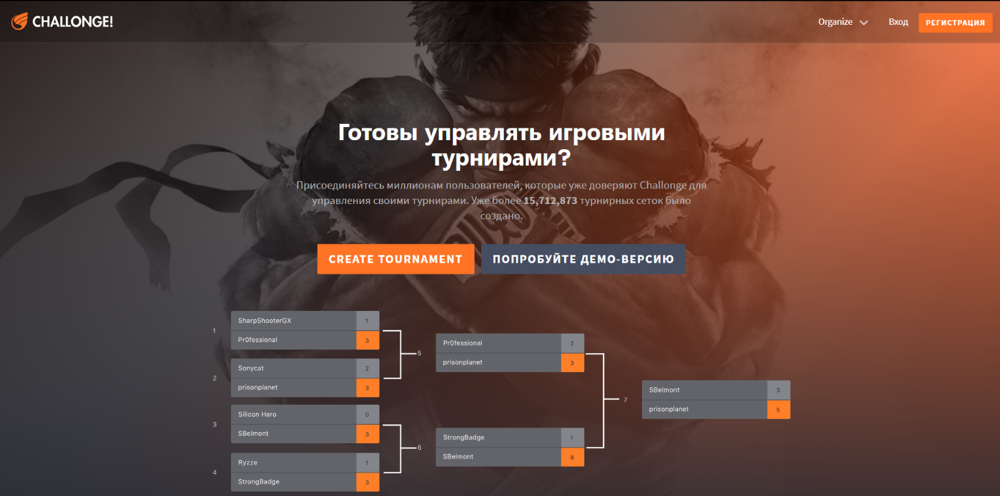 CHALLONGE!
Organize
Вход
РЕГИСТРАЦИЯ
Готовы управлять игровыми
турнирами?
Присоединяйтесь миллионам пользователей, которые уже доверяют Challonge для
управления своими турнирами. Уже более 15,712,873 турнирных сеток было
создано.
CREATE TOURNAMENT
ПОПРОБУЙТЕ ДЕМО-ВЕРСИЮ
1
SharpShooterGX 1
Pr0fessional 3
2
Sonycat 2
prisonplanet 3
3
Silicon Haro 0
SBelmont 3
4
Ryzze 1
StrongBadge 3
5
Pr0fessional 2
prisonplanet 3
6
StrongBadge 1
SBelmont 8
7
SBelmont 3
prisonplanet 5